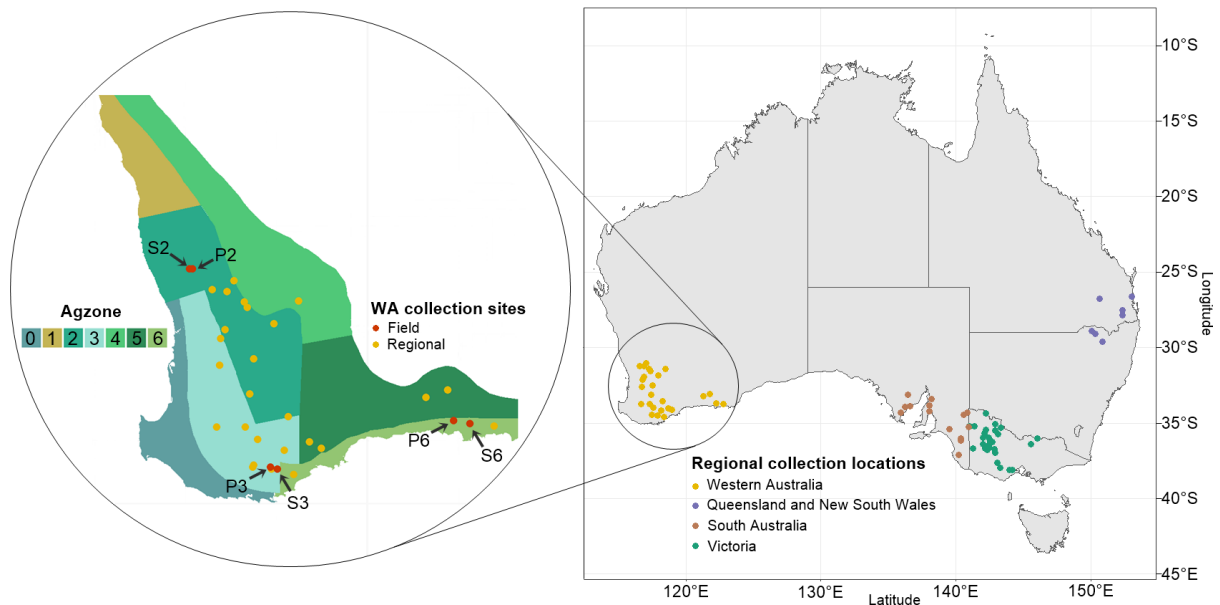 S2
P2
Agzone
0 1 2 3 4 5 6
WA collection sites
Field
Regional
P6
S6
P3
S3
10°S
15°S
20°S
25°S
30°S
35°S
40°S
45°E
Longitude
Regional collection locations
Western Australia
Queensland and New South Wales
South Australia
Victoria
120°E
130°E
140°E
150°E
Latitude